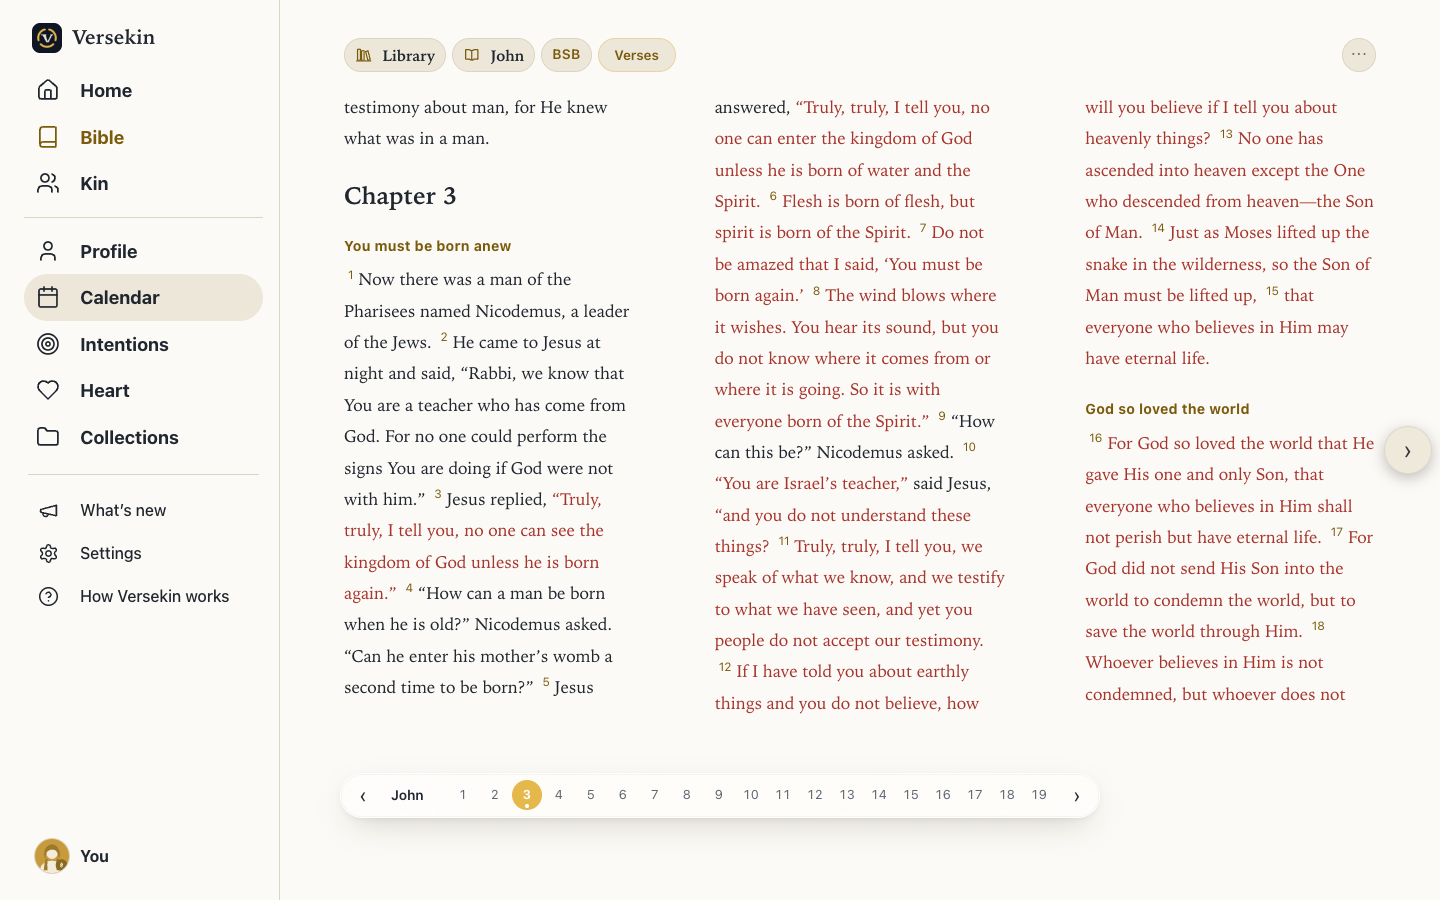 Versekin
Home
Bible
Kin
Profile
Calendar
Intentions
Heart
Collections
What's new
Settings
How Versekin works
You
Library
John
BSB
Verses
...
testimony about man, for He knew
what was in a man.
Chapter 3
You must be born anew
1 Now there was a man of the
Pharisees named Nicodemus, a leader
of the Jews. 2 He came to Jesus at
night and said, “Rabbi, we know that
You are a teacher who has come from
God. For no one could perform the
signs You are doing if God were not
with him.” 3 Jesus replied, “Truly,
truly, I tell you, no one can see the
kingdom of God unless he is born
again.” 4 “How can a man be born
when he is old?” Nicodemus asked.
“Can he enter his mother’s womb a
second time to be born?” 5 Jesus
answered, “Truly, truly, I tell you, no
one can enter the kingdom of God
unless he is born of water and the
Spirit. 6 Flesh is born of flesh, but
spirit is born of the Spirit. 7 Do not
be amazed that I said, ‘You must be
born again.’ 8 The wind blows where
it wishes. You hear its sound, but you
do not know where it comes from or
where it is going. So it is with
everyone born of the Spirit.” 9 “How
can this be?” Nicodemus asked. 10
“You are Israel’s teacher,” said Jesus,
“and you do not understand these
things? 11 Truly, truly, I tell you, we
speak of what we know, and we testify
to what we have seen, and yet you
people do not accept our testimony.
12 If I have told you about earthly
things and you do not believe, how
will you believe if I tell you about
heavenly things? 13 No one has
ascended into heaven except the One
who descended from heaven—the Son
of Man. 14 Just as Moses lifted up the
snake in the wilderness, so the Son of
Man must be lifted up, 15 that
everyone who believes in Him may
have eternal life.
God so loved the world
16 For God so loved the world that He
gave His one and only Son, that
everyone who believes in Him shall
not perish but have eternal life. 17 For
God did not send His Son into the
world to condemn the world, but to
save the world through Him. 18
Whoever believes in Him is not
condemned, but whoever does not
›
‹ John 1 2 3 4 5 6 7 8 9 10 11 12 13 14 15 16 17 18 19 ›